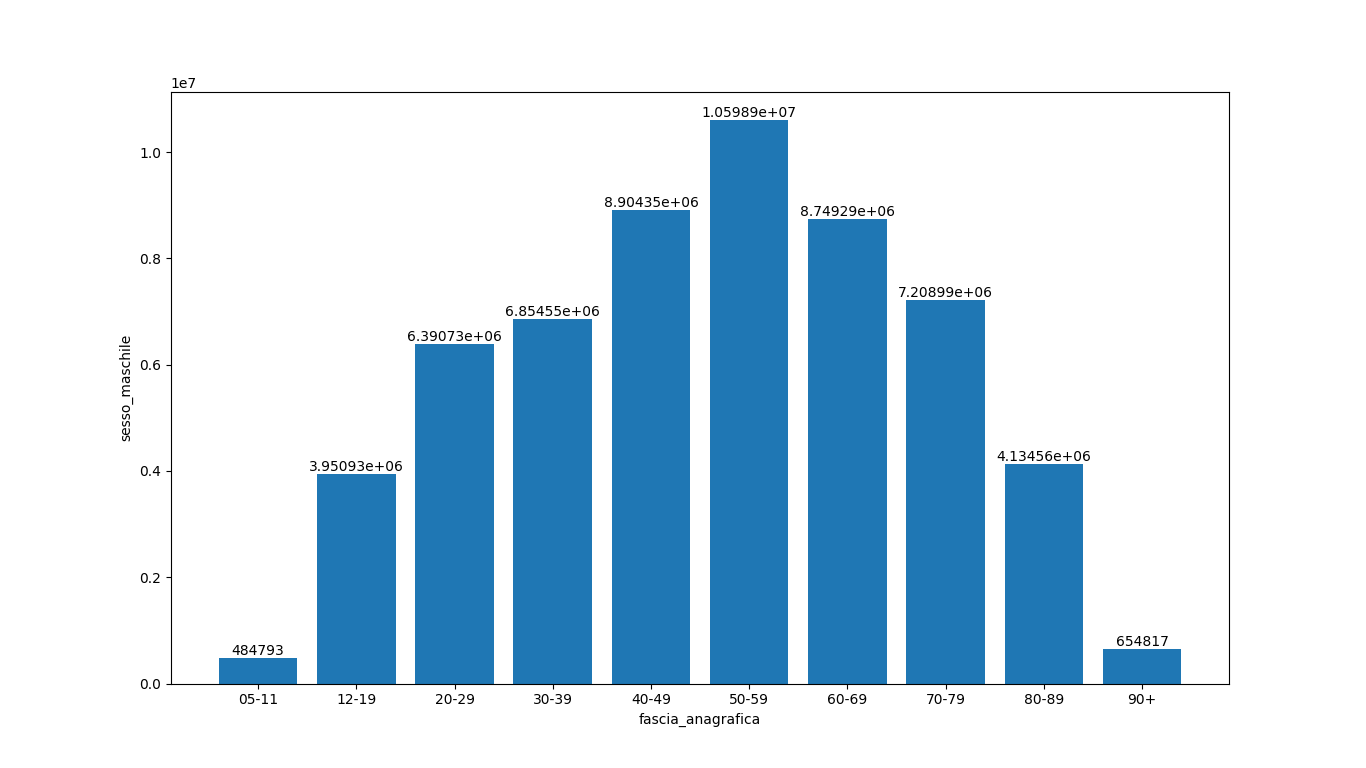 1e7
1.05989e+07
1.0
8.90435e+06
8.74929e+06
0.8
7.20899e+06
6.85455e+06
6.39073e+06
0.6
sesso_maschile
3.95093e+06
4.13456e+06
0.4
0.2
484793
654817
0.0
05-11 12-19 20-29 30-39 40-49 50-59 60-69 70-79 80-89 90+
fascia_anagrafica